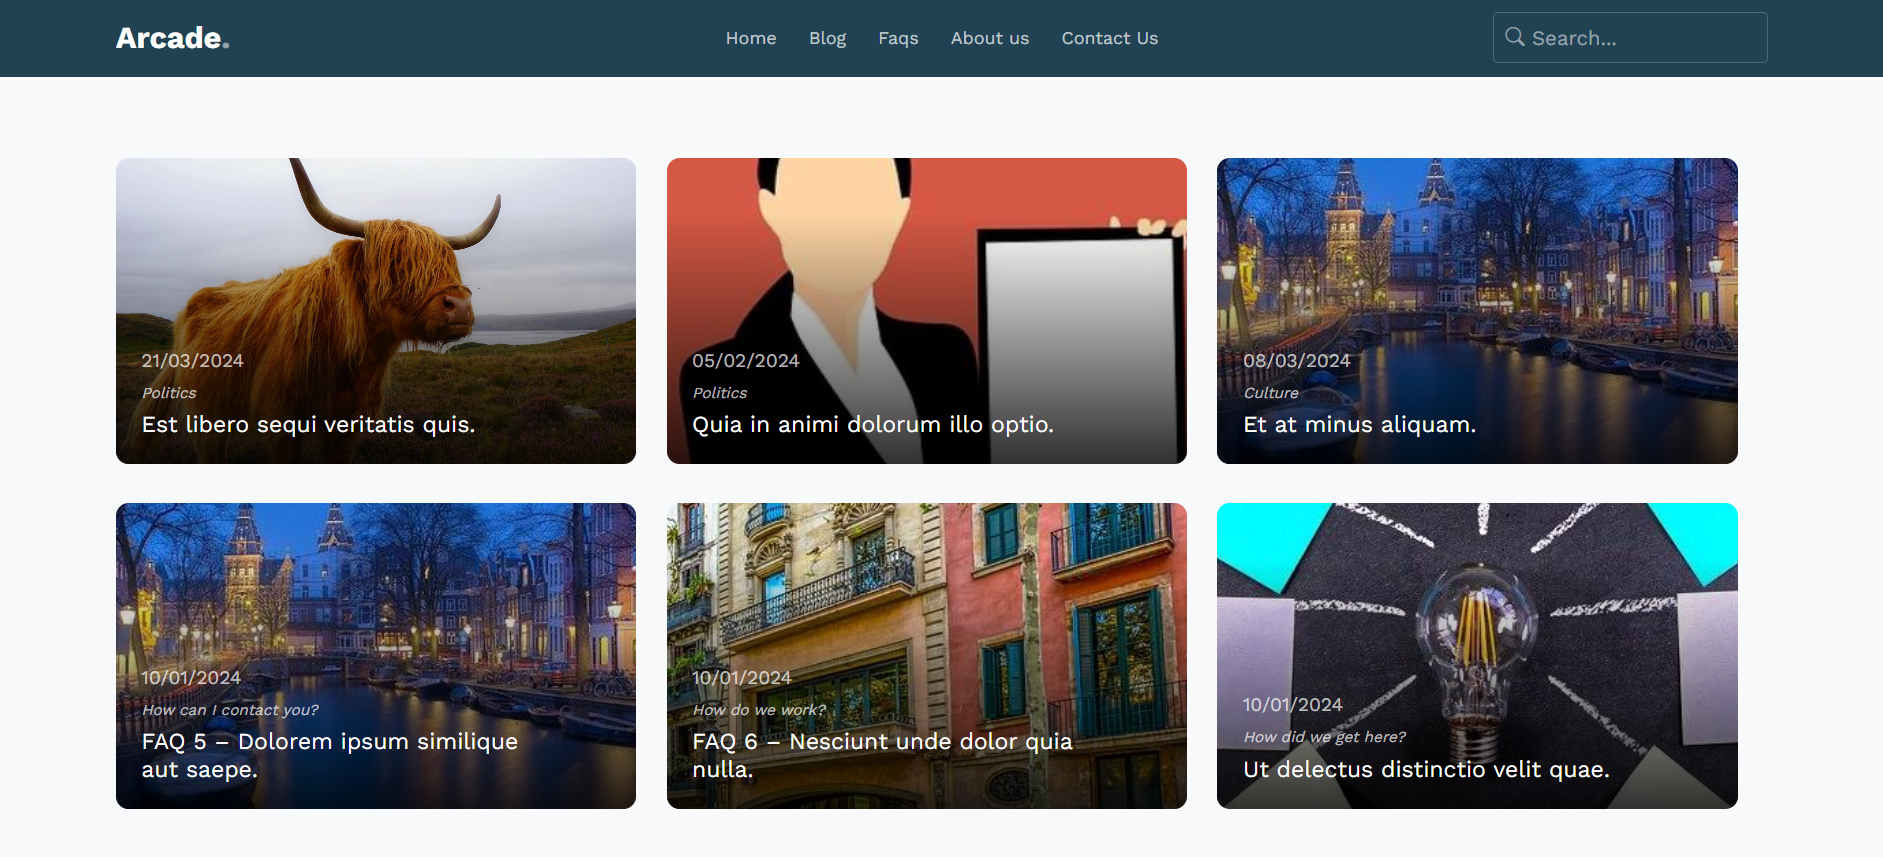 Arcade.
Home Blog Faqs About us Contact Us
Search...
21/03/2024
Politics
Est libero sequi veritatis quis.
05/02/2024
Politics
Quia in animi dolorum illo optio.
08/03/2024
Culture
Et at minus aliquam.
10/01/2024
How can I contact you?
FAQ 5 – Dolorem ipsum similique
aut saepe.
10/01/2024
How do we work?
FAQ 6 – Nesciunt unde dolor quia
nulla.
10/01/2024
How did we get here?
Ut delectus distinctio velit quae.